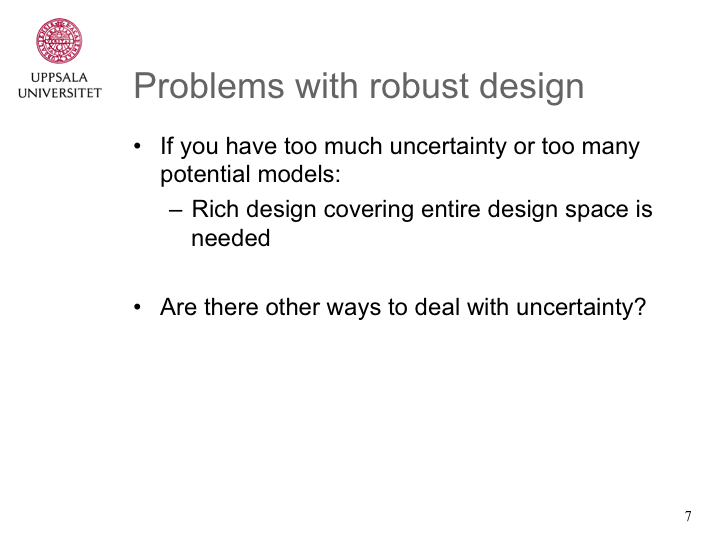 UPPSALA
UNIVERSITET
Problems with robust design
• If you have too much uncertainty or too many
potential models:
– Rich design covering entire design space is
needed
• Are there other ways to deal with uncertainty?
7